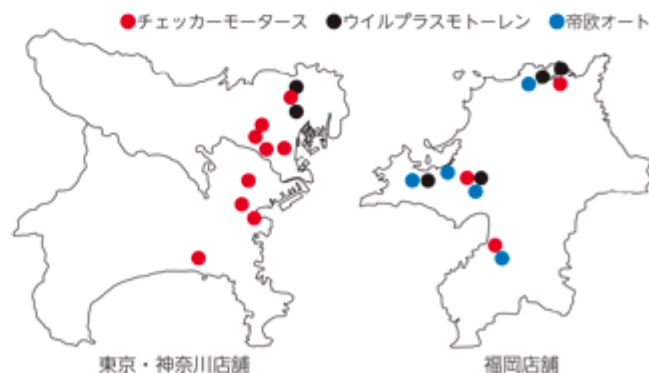 ●チェッカーモータース ●ウイルプラスモトーレン ●帝欧オート
東京・神奈川店舗
福岡店舗